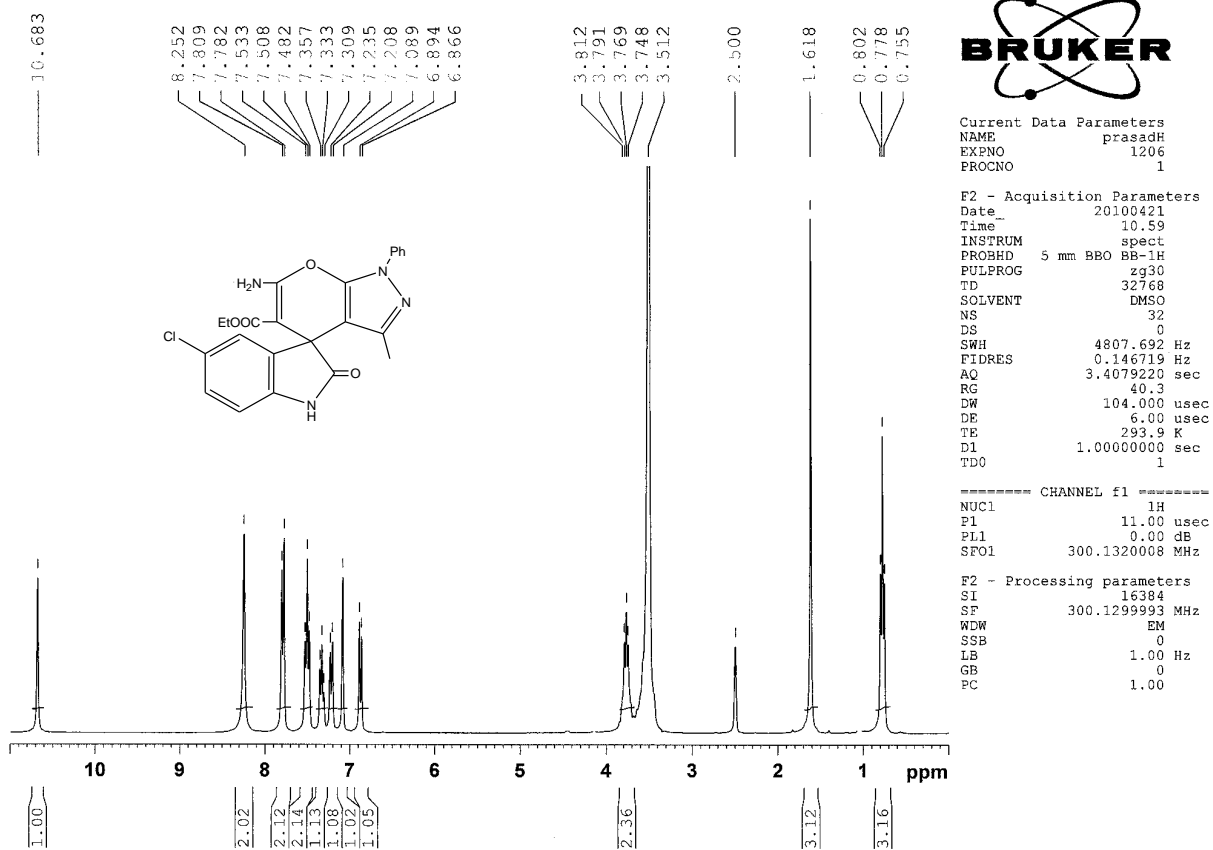 10.683
8.252
7.809
7.782
7.533
7.508
7.482
7.357
7.333
7.309
7.235
7.208
7.089
6.894
6.866
3.812
3.791
3.769
3.748
3.512
2.500
1.618
0.802
0.778
0.755
BRUKER
Current Data Parameters
NAME prasadH
EXPNO 1206
PROCNO 1
F2 - Acquisition Parameters
Date_ 20100421
Time 10.59
INSTRUM spect
PROBHD 5 mm BBO BB-1H
PULPROG zg30
TD 32768
SOLVENT DMSO
NS 32
DS 0
SWH 4807.692 Hz
FIDRES 0.146719 Hz
AQ 3.4079220 sec
RG 40.3
DW 104.000 usec
DE 6.00 usec
TE 293.9 K
D1 1.00000000 sec
TD0 1
======== CHANNEL f1 ========
NUC1 1H
P1 11.00 usec
PL1 0.00 dB
SFO1 300.1320008 MHz
F2 - Processing parameters
SI 16384
SF 300.1299993 MHz
WDW EM
SSB 0
LB 1.00 Hz
GB 0
PC 1.00
Ph
O
N
H2N
N
EtOOC
Cl
O
N
H
10 9 8 7 6 5 4 3 2 1 ppm
1.00
2.02
2.12
2.14
1.13
1.08
1.02
1.05
2.36
3.12
3.16